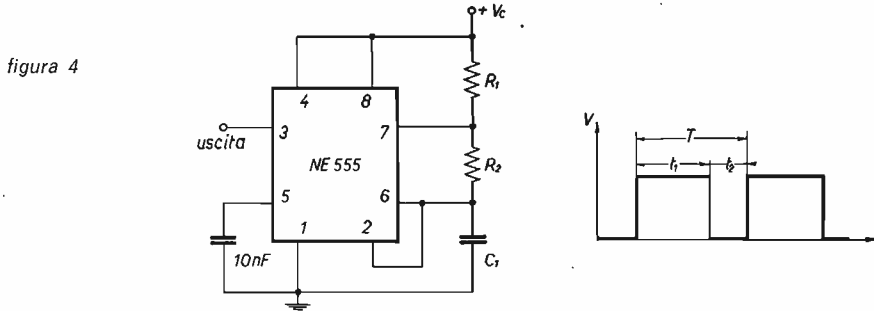 figura 4
+ Vc
R1
4 8
3 7
uscita
NE 555
R2
5 6
1 2
10nF
C1
V
T
t1 t2